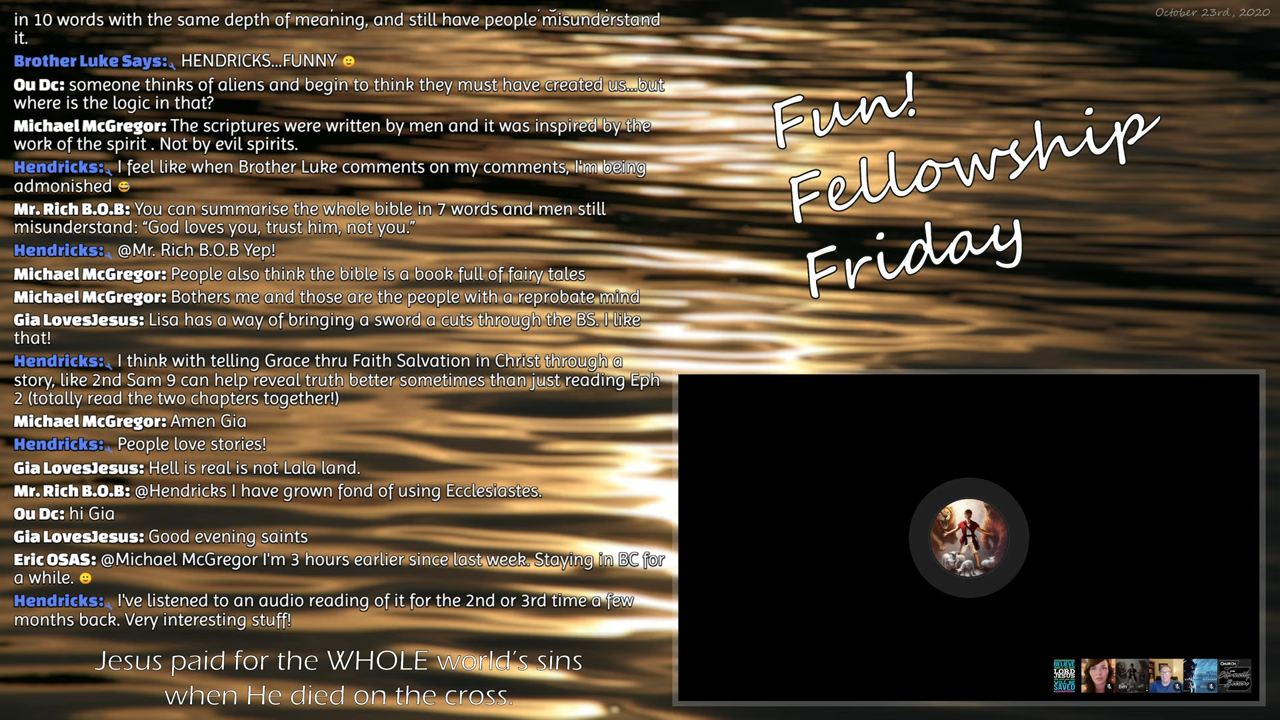 in 10 words with the same depth of meaning, and still have people misunderstand
it.
Brother Luke Says: HENDRICKS...FUNNY 🙂
Ou Dc: someone thinks of aliens and begin to think they must have created us...but
where is the logic in that?
Michael McGregor: The scriptures were written by men and it was inspired by the
work of the spirit . Not by evil spirits.
Hendricks: I feel like when Brother Luke comments on my comments, I'm being
admonished 😅
Mr. Rich B.O.B: You can summarise the whole bible in 7 words and men still
misunderstand: “God loves you, trust him, not you.”
Hendricks: @Mr. Rich B.O.B Yep!
Michael McGregor: People also think the bible is a book full of fairy tales
Michael McGregor: Bothers me and those are the people with a reprobate mind
Gia LovesJesus: Lisa has a way of bringing a sword a cuts through the BS. I like
that!
Hendricks: I think with telling Grace thru Faith Salvation in Christ through a
story, like 2nd Sam 9 can help reveal truth better sometimes than just reading Eph
2 (totally read the two chapters together!)
Michael McGregor: Amen Gia
Hendricks: People love stories!
Gia LovesJesus: Hell is real is not Lala land.
Mr. Rich B.O.B: @Hendricks I have grown fond of using Ecclesiastes.
Ou Dc: hi Gia
Gia LovesJesus: Good evening saints
Eric OSAS: @Michael McGregor I'm 3 hours earlier since last week. Staying in BC for
a while. 🙂
Hendricks: I've listened to an audio reading of it for the 2nd or 3rd time a few
months back. Very interesting stuff!
Jesus paid for the WHOLE world's sins
when He died on the cross.
October 23rd, 2020
Fun!
Fellowship
Friday
BELIEVE
LORD
JESUS
SAVED
CHURCH